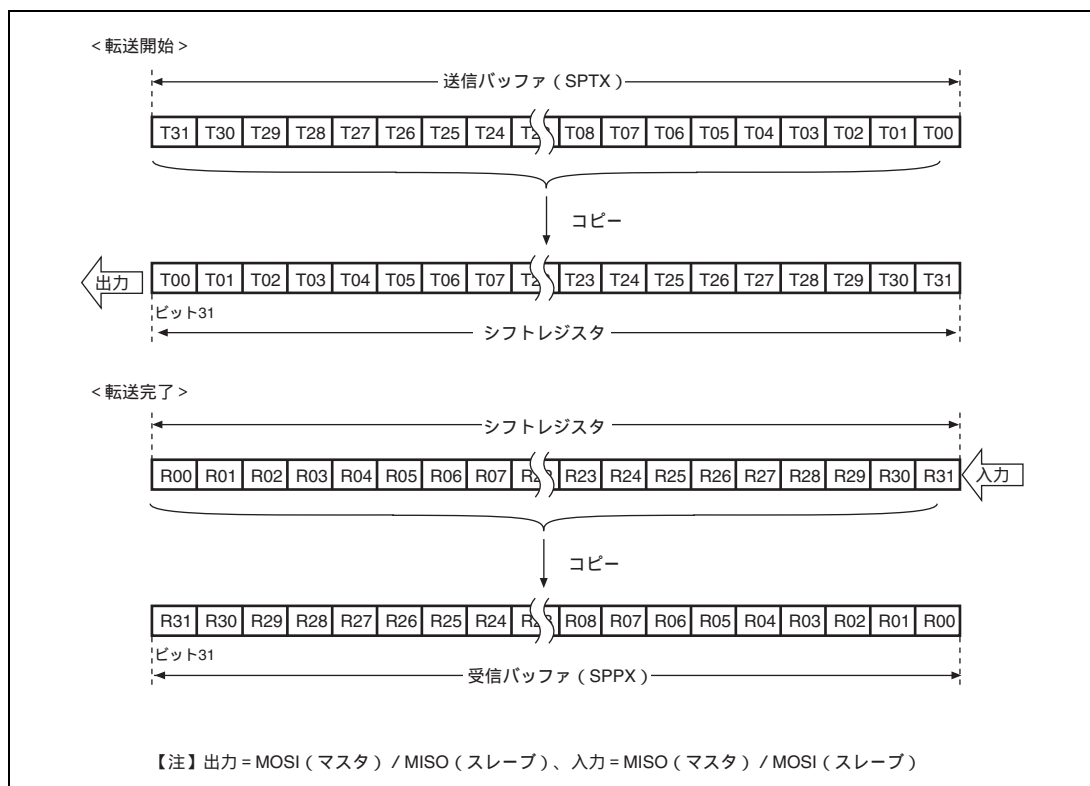 <転送開始>
送信バッファ(SPTX)
T31 T30 T29 T28 T27 T26 T25 T24 T08 T07 T06 T05 T04 T03 T02 T01 T00
コピー
出力
T00 T01 T02 T03 T04 T05 T06 T07 T23 T24 T25 T26 T27 T28 T29 T30 T31
ビット31
シフトレジスタ
<転送完了>
シフトレジスタ
R00 R01 R02 R03 R04 R05 R06 R07 R23 R24 R25 R26 R27 R28 R29 R30 R31
入力
コピー
R31 R30 R29 R28 R27 R26 R25 R24 R08 R07 R06 R05 R04 R03 R02 R01 R00
ビット31
受信バッファ(SPPX)
【注】出力=MOSI(マスタ)/MISO(スレーブ)、入力=MISO(マスタ)/MOSI(スレーブ)